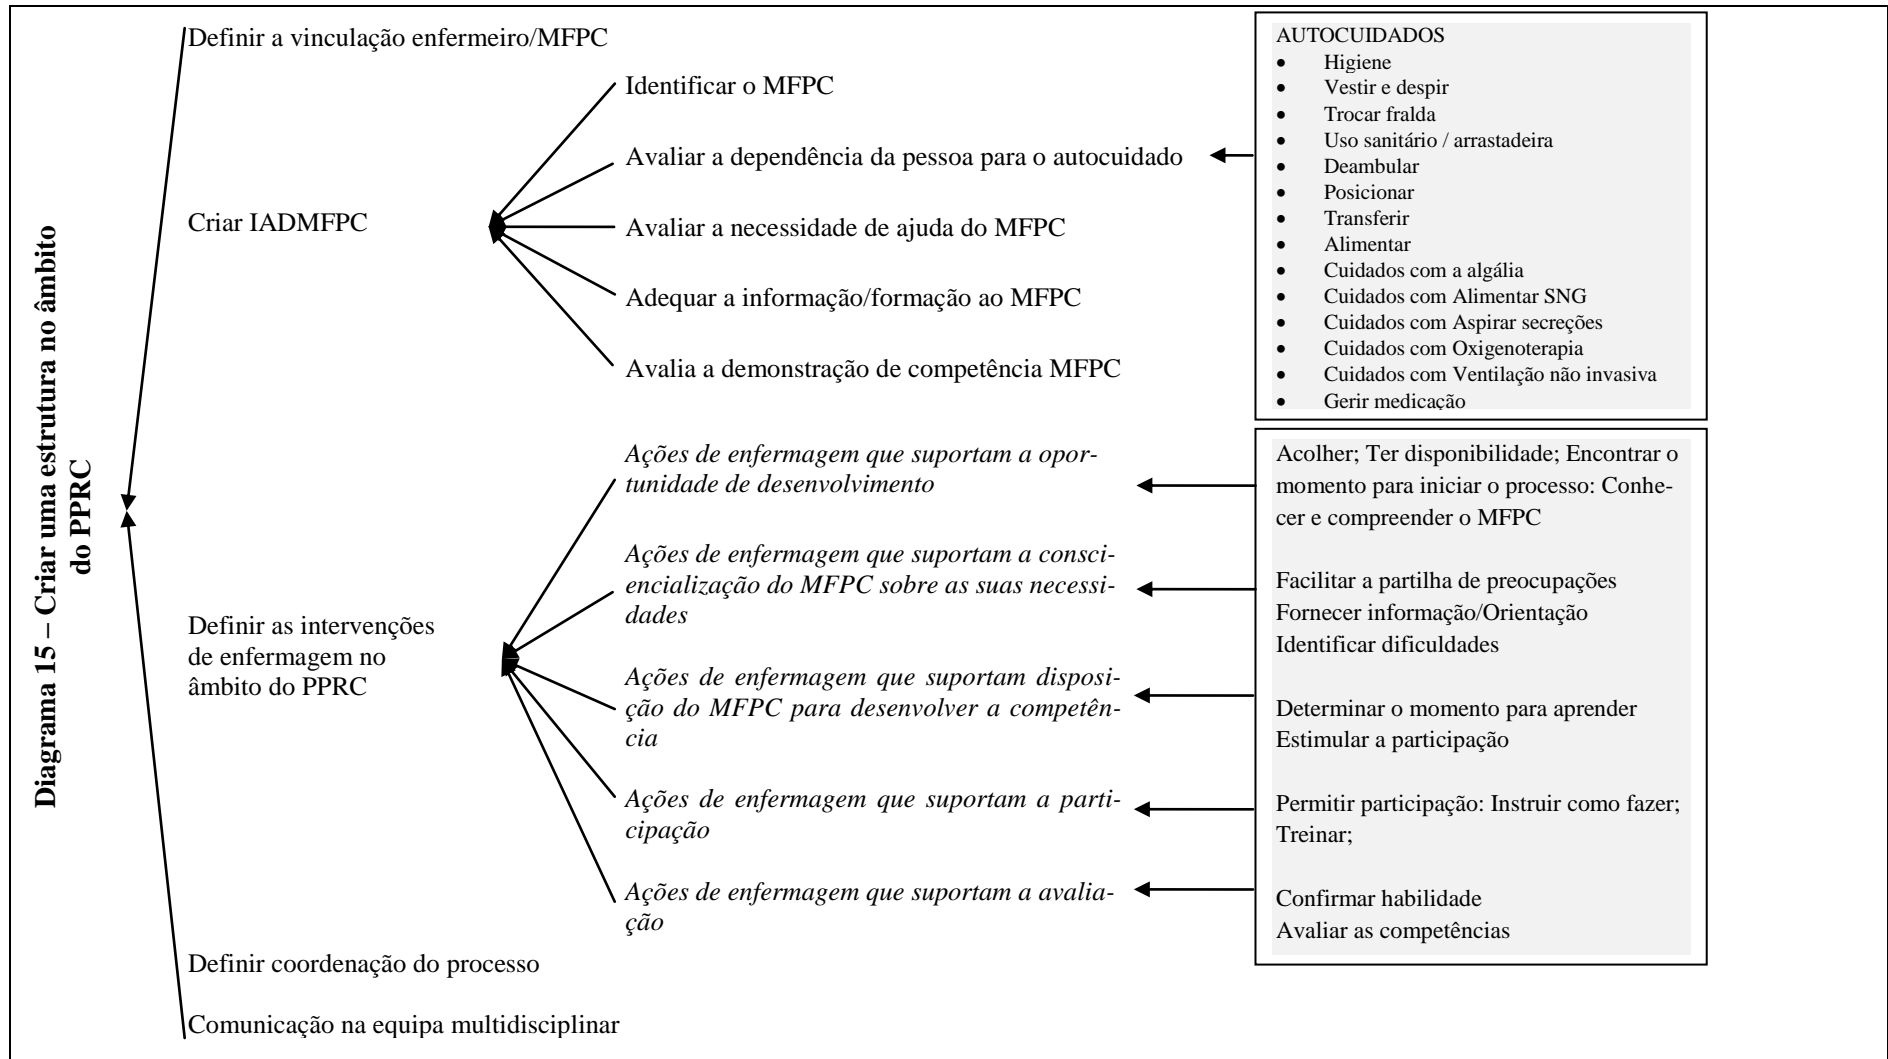 Diagrama 15 – Criar uma estrutura no âmbito
do PPRC
Definir a vinculação enfermeiro/MFPC
Criar IADMFPC
Identificar o MFPC
Avaliar a dependência da pessoa para o autocuidado
Avaliar a necessidade de ajuda do MFPC
Adequar a informação/formação ao MFPC
Avalia a demonstração de competência MFPC
AUTOCUIDADOS
• Higiene
• Vestir e despir
• Trocar fralda
• Uso sanitário / arrastadeira
• Deambular
• Posicionar
• Transferir
• Alimentar
• Cuidados com a algália
• Cuidados com Alimentar SNG
• Cuidados com Aspirar secreções
• Cuidados com Oxigenoterapia
• Cuidados com Ventilação não invasiva
• Gerir medicação
Definir as intervenções
de enfermagem no
âmbito do PPRC
Ações de enfermagem que suportam a opor-
tunidade de desenvolvimento
Ações de enfermagem que suportam a consci-
encialização do MFPC sobre as suas necessi-
dades
Ações de enfermagem que suportam disposi-
ção do MFPC para desenvolver a competên-
cia
Ações de enfermagem que suportam a parti-
cipação
Ações de enfermagem que suportam a avalia-
ção
Acolher; Ter disponibilidade; Encontrar o
momento para iniciar o processo: Conhe-
cer e compreender o MFPC
Facilitar a partilha de preocupações
Fornecer informação/Orientação
Identificar dificuldades
Determinar o momento para aprender
Estimular a participação
Permitir participação: Instruir como fazer;
Treinar;
Confirmar habilidade
Avaliar as competências
Definir coordenação do processo
Comunicação na equipa multidisciplinar